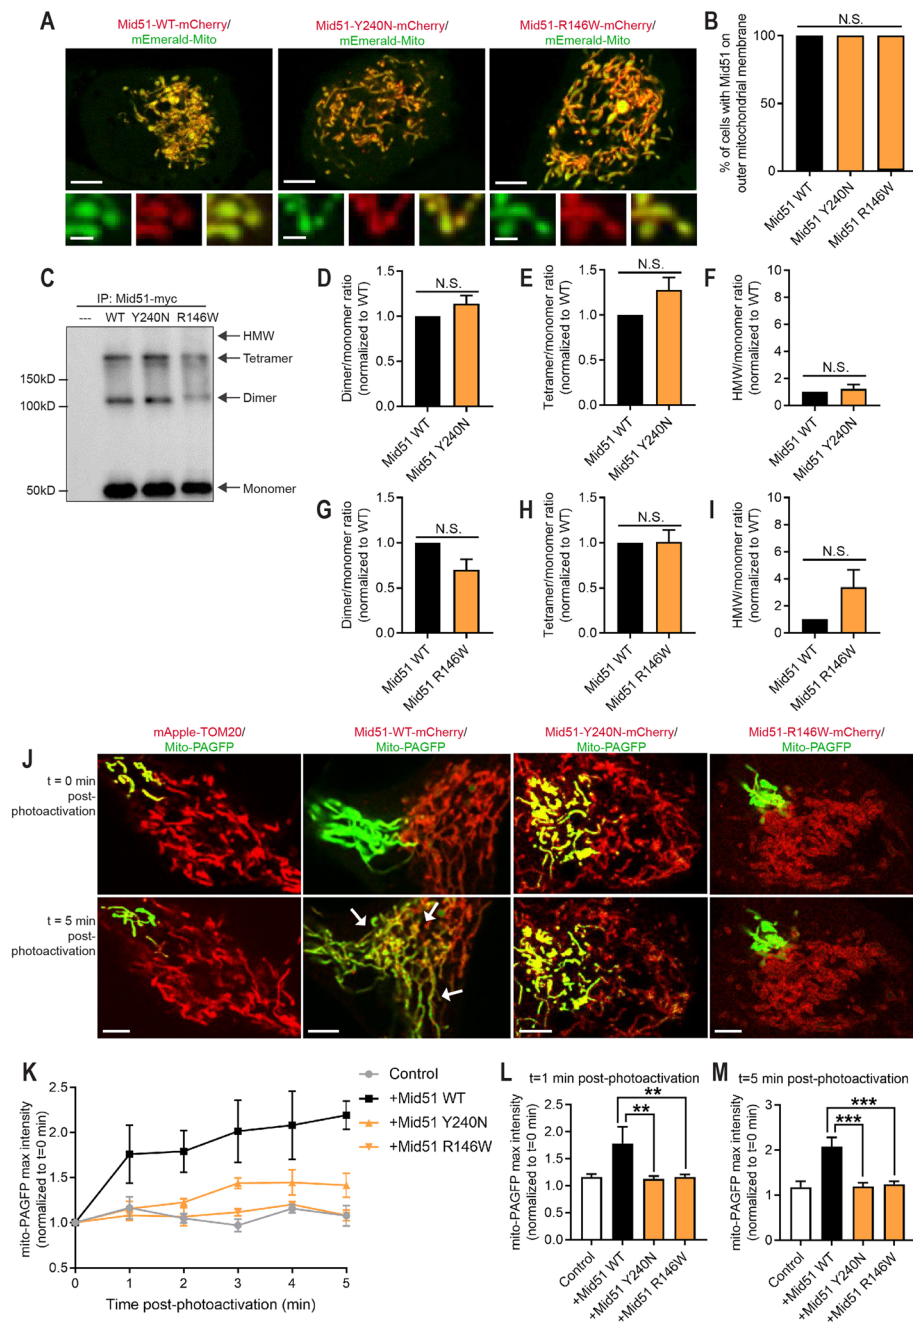 A
Mid51-WT-mCherry/
mEmerald-Mito
Mid51-Y240N-mCherry/
mEmerald-Mito
Mid51-R146W-mCherry/
mEmerald-Mito
B
N.S.
% of cells with Mid51 on
outer mitochondrial membrane
100
50
0
Mid51 WT
Mid51 Y240N
Mid51 R146W
C
IP: Mid51-myc
--- WT Y240N R146W
HMW
Tetramer
150kD
Dimer
100kD
50kD
Monomer
D
N.S.
Dimer/monomer ratio
(normalized to WT)
1.5
1.0
0.5
0.0
Mid51 WT
Mid51 Y240N
E
N.S.
Tetramer/monomer ratio
(normalized to WT)
1.5
1.0
0.5
0.0
Mid51 WT
Mid51 Y240N
F
N.S.
HMW/monomer ratio
(normalized to WT)
10
8
6
4
2
0
Mid51 WT
Mid51 Y240N
G
N.S.
Dimer/monomer ratio
(normalized to WT)
1.5
1.0
0.5
0.0
Mid51 WT
Mid51 R146W
H
N.S.
Tetramer/monomer ratio
(normalized to WT)
1.5
1.0
0.5
0.0
Mid51 WT
Mid51 R146W
I
N.S.
HMW/monomer ratio
(normalized to WT)
10
8
6
4
2
0
Mid51 WT
Mid51 R146W
J
mApple-TOM20/
Mito-PAGFP
Mid51-WT-mCherry/
Mito-PAGFP
Mid51-Y240N-mCherry/
Mito-PAGFP
Mid51-R146W-mCherry/
Mito-PAGFP
t = 0 min
post-
photoactivation
t = 5 min
post-
photoactivation
K
mito-PAGFP max intensity
(normalized to t=0 min)
2.5
2.0
1.5
1.0
0.5
0 1 2 3 4 5
Time post-photoactivation (min)
Control
+Mid51 WT
+Mid51 Y240N
+Mid51 R146W
L
t=1 min post-photoactivation
**
**
mito-PAGFP max intensity
(normalized to t=0 min)
2.5
2.0
1.5
1.0
0.5
0.0
Control
+Mid51 WT
+Mid51 Y240N
+Mid51 R146W
M
t=5 min post-photoactivation
***
***
mito-PAGFP max intensity
(normalized to t=0 min)
3
2
1
0
Control
+Mid51 WT
+Mid51 Y240N
+Mid51 R146W